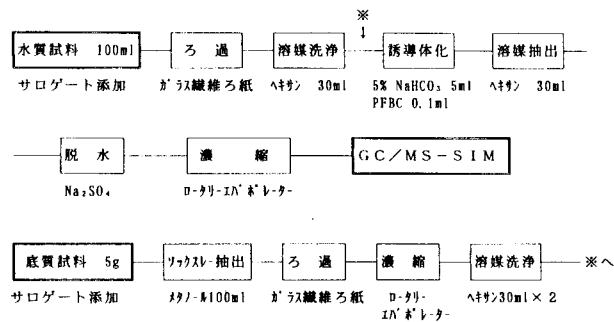 ※
↓
水質試料 100ml ろ 過 溶媒洗浄 誘導体化 溶媒抽出
サロゲート添加 ガラス繊維ろ紙 ヘキサン 30ml 5% NaHCO₃ 5ml ヘキサン 30ml
PFBC 0.1ml
脱 水 濃 縮 GC/MS-SIM
Na₂SO₄ ロータリーエバポレーター
底質試料 5g ソックスレー抽出 ろ 過 濃 縮 溶媒洗浄 ※へ
サロゲート添加 メタノール100ml ガラス繊維ろ紙 ロータリー ヘキサン30ml×2
エバポレーター